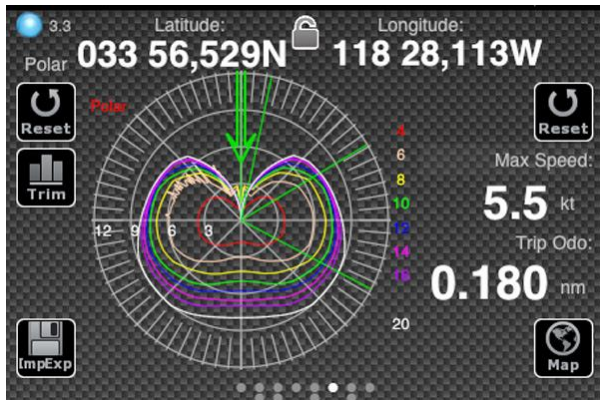 3.3
Latitude:
Longitude:
Polar
033 56,529N
118 28,113W
Reset
Polar
Reset
4
6
8
10
12
14
16
20
Trim
Max Speed:
5.5 kt
Trip Odo:
0.180 nm
12 9 6 3
ImpExp
Map